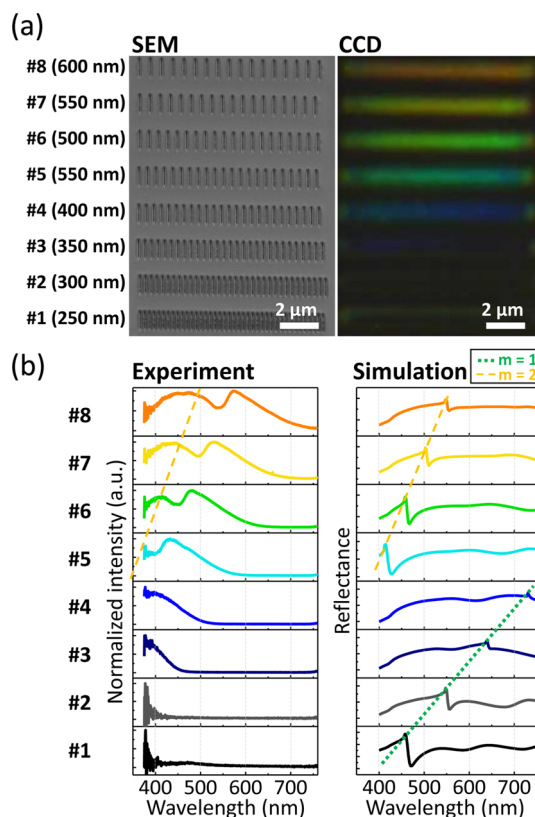 (a)
SEM
CCD
#8 (600 nm)
#7 (550 nm)
#6 (500 nm)
#5 (550 nm)
#4 (400 nm)
#3 (350 nm)
#2 (300 nm)
#1 (250 nm)
2 μm
2 μm
(b)
Experiment
Simulation
m = 1
m = 2
#8
#7
#6
#5
#4
#3
#2
#1
Normalized intensity (a.u.)
Reflectance
400 500 600 700
400 500 600 700
Wavelength (nm)
Wavelength (nm)